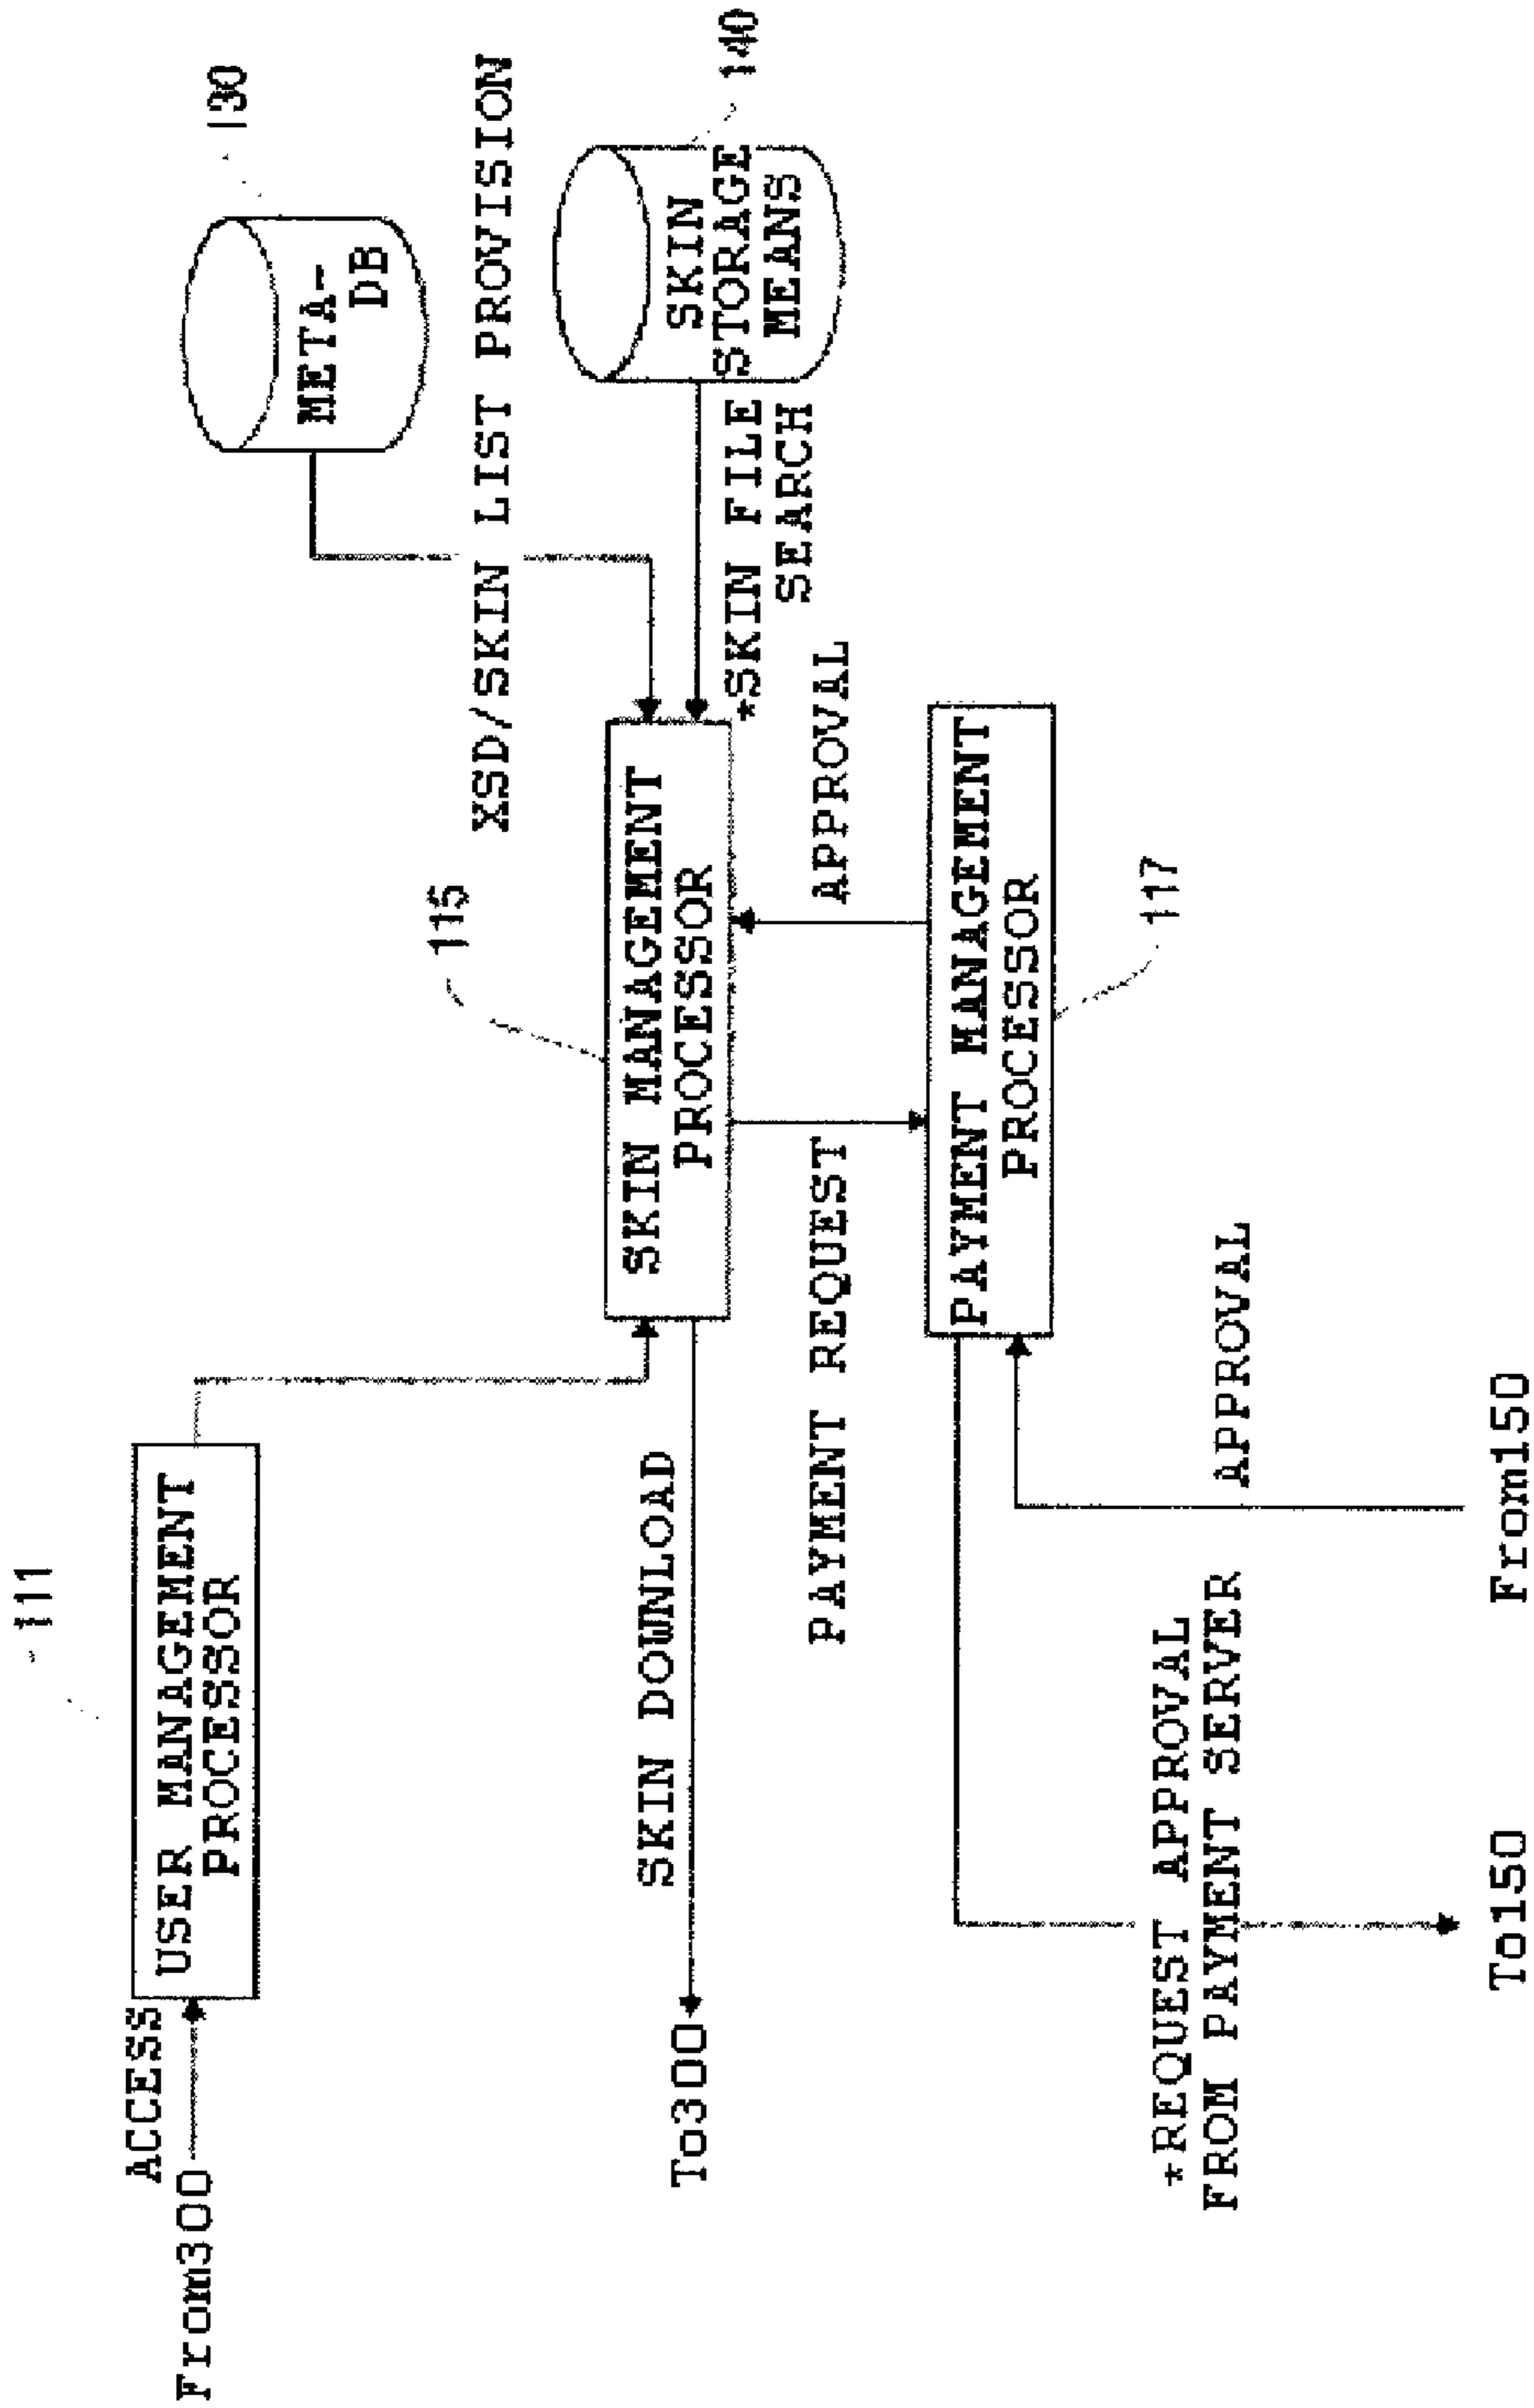 111
ACCESS
From300
USER MANAGEMENT
PROCESSOR
130
META-
DB
XSD/SKIN LIST PROVISION
140
SKIN
STORAGE
MEANS
*SKIN FILE
SEARCH
115
SKIN MANAGEMENT
PROCESSOR
SKIN DOWNLOAD
To300
PAYMENT REQUEST
APPROVAL
PAYMENT MANAGEMENT
PROCESSOR
117
*REQUEST APPROVAL
FROM PAYMENT SERVER
APPROVAL
To150
From150